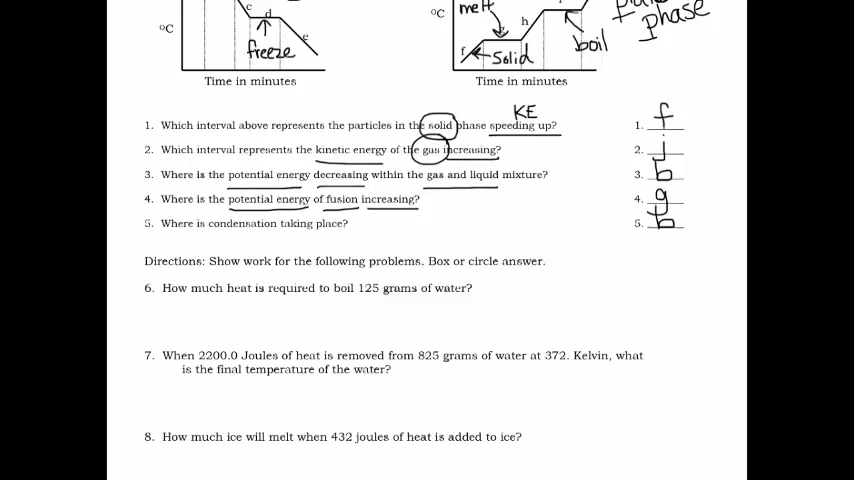 melt
phase
c
d
e
freeze
°C
Time in minutes
°C
f
g
h
solid
boil
Time in minutes
KE
1. Which interval above represents the particles in the solid phase speeding up? 1. f
2. Which interval represents the kinetic energy of the gas increasing? 2. j
3. Where is the potential energy decreasing within the gas and liquid mixture? 3. b
4. Where is the potential energy of fusion increasing? 4. g
5. Where is condensation taking place? 5. b
Directions: Show work for the following problems. Box or circle answer.
6. How much heat is required to boil 125 grams of water?
7. When 2200.0 Joules of heat is removed from 825 grams of water at 372. Kelvin, what
is the final temperature of the water?
8. How much ice will melt when 432 joules of heat is added to ice?